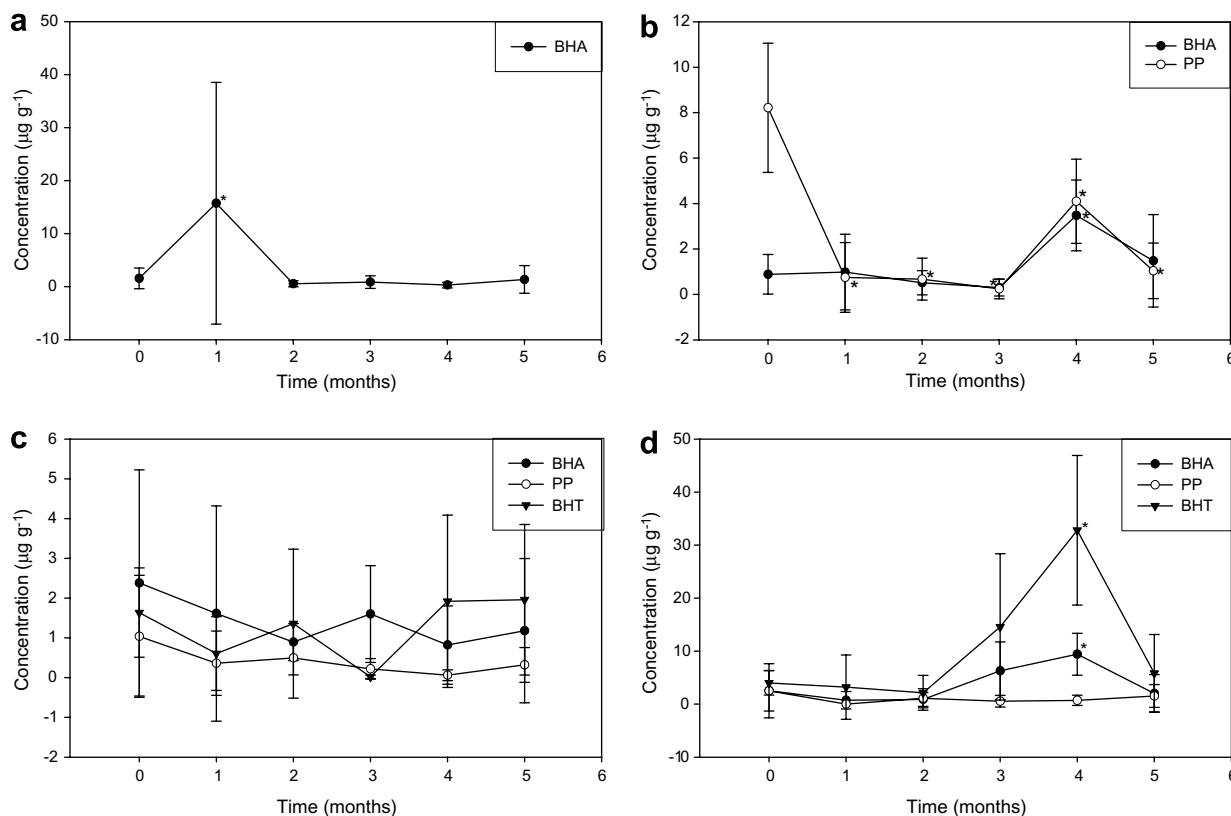 a
50
40
30
20
10
0
-10
Concentration (µg g⁻¹)
BHA
*
0 1 2 3 4 5 6
Time (months)
b
12
10
8
6
4
2
0
-2
Concentration (µg g⁻¹)
BHA
PP
* * * * * *
0 1 2 3 4 5 6
Time (months)
c
6
5
4
3
2
1
0
-1
-2
Concentration (µg g⁻¹)
BHA
PP
BHT
0 1 2 3 4 5 6
Time (months)
d
50
40
30
20
10
0
-10
Concentration (µg g⁻¹)
BHA
PP
BHT
*
*
0 1 2 3 4 5 6
Time (months)